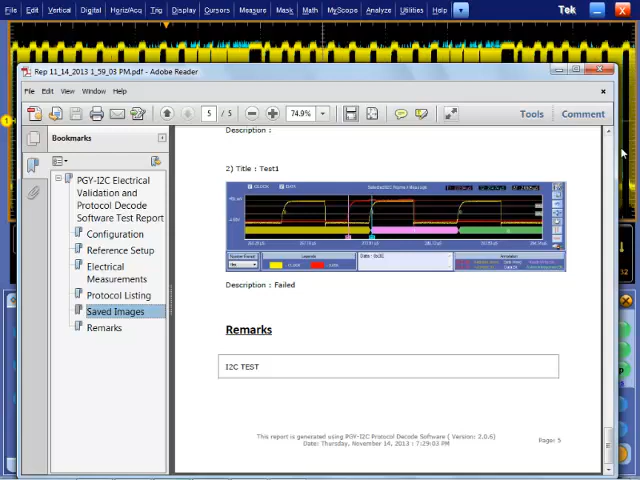 File Edit Vertical Digital Horiz/Acq Trig Display Cursors Measure Mask Math MyScope Analyze Utilities Help Tek
Rep 11_14_2013 1_59_03 PM.pdf - Adobe Reader
File Edit View Window Help
5 / 5 74.9% Tools Comment
Bookmarks
PGY-I2C Electrical
Validation and
Protocol Decode
Software Test Report
Configuration
Reference Setup
Electrical
Measurements
Protocol Listing
Saved Images
Remarks
Description :
2) Title : Test1
Description : Failed
Remarks
I2C TEST
This report is generated using PGY-I2C Protocol Decode Software ( Version: 2.0.6)
Date: Thursday, November 14, 2013 : 7:29:03 PM
Page: 5